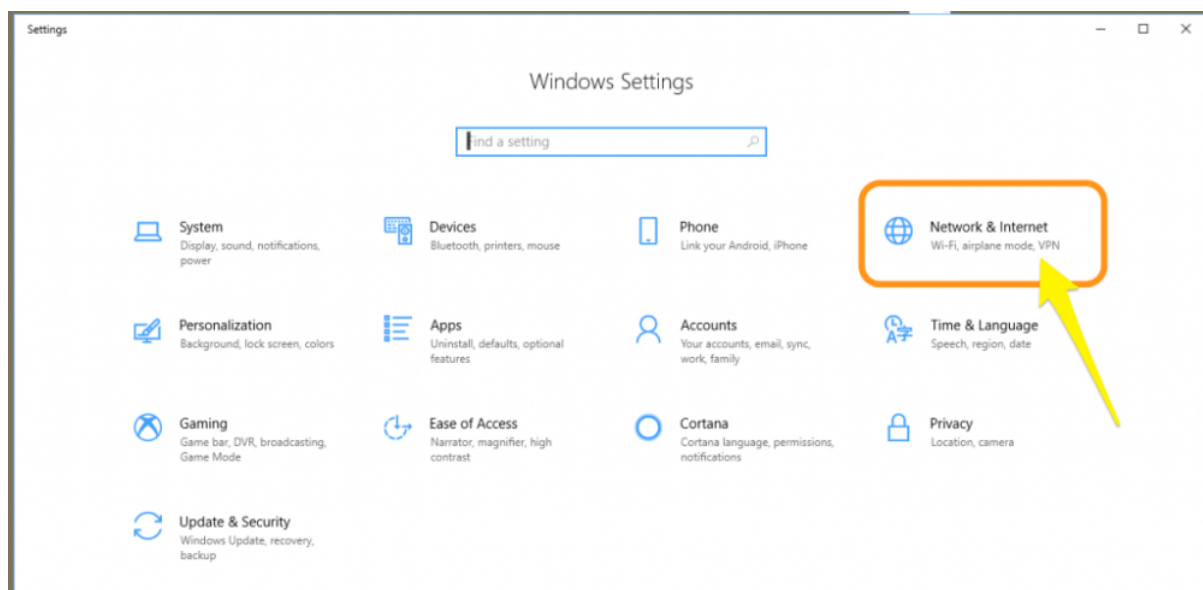 Settings
Windows Settings
Find a setting
System
Display, sound, notifications,
power
Devices
Bluetooth, printers, mouse
Phone
Link your Android, iPhone
Network & Internet
Wi-Fi, airplane mode, VPN
Personalization
Background, lock screen, colors
Apps
Uninstall, defaults, optional
features
Accounts
Your accounts, email, sync,
work, family
Time & Language
Speech, region, date
Gaming
Game bar, DVR, broadcasting,
Game Mode
Ease of Access
Narrator, magnifier, high
contrast
Cortana
Cortana language, permissions,
notifications
Privacy
Location, camera
Update & Security
Windows Update, recovery,
backup